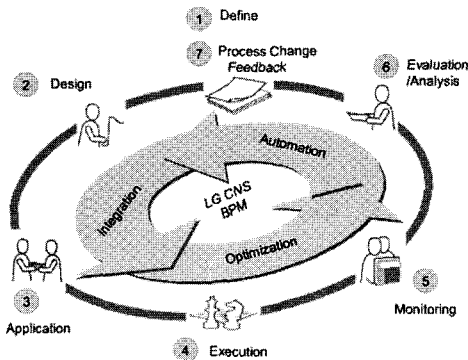 1 Define
7 Process Change
Feedback
2 Design
6 Evaluation
/Analysis
Automation
Integration
LG CNS
BPM
Optimization
3
Application
5
Monitoring
4 Execution